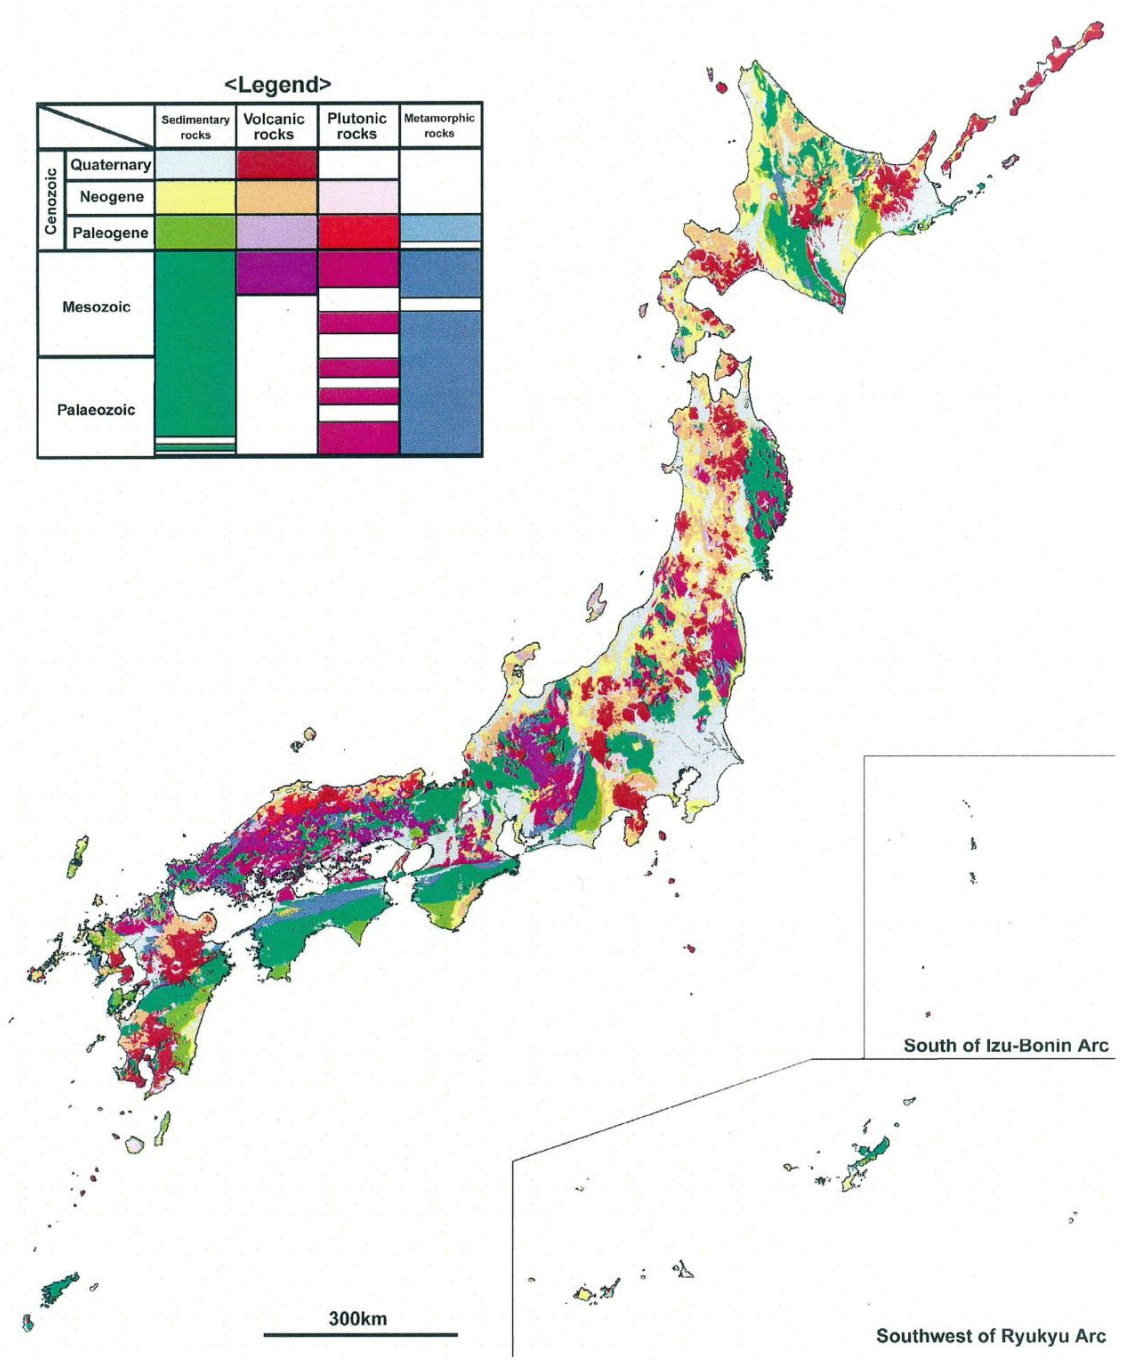 <Legend>
Sedimentary rocks
Volcanic rocks
Plutonic rocks
Metamorphic rocks
Cenozoic
Quaternary
Neogene
Paleogene
Mesozoic
Palaeozoic
South of Izu-Bonin Arc
300km
Southwest of Ryukyu Arc